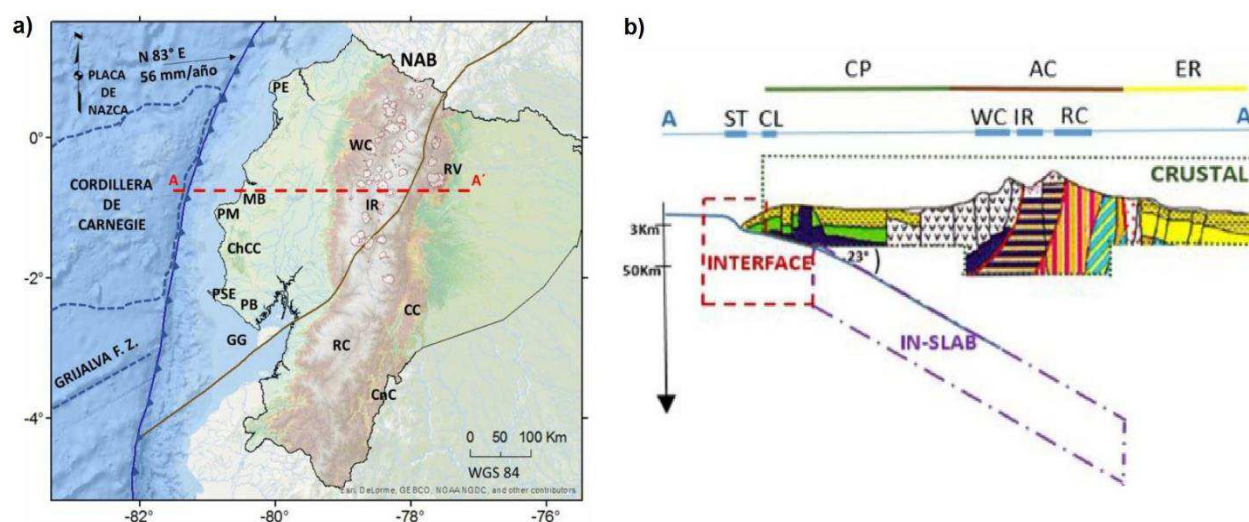 a)
N
N 83° E
56 mm/año
PLACA
DE
NAZCA
NAB
PE
0°
WC
RV
A
A´
CORDILLERA
DE
CARNEGIE
MB
PM
IR
ChCC
-2°
PSE
PB
GG
CC
RC
GRIJALVA F. Z.
CnC
-4°
0 50 100 Km
WGS 84
Esri, DeLorme, GEBCO, NOAA NGDC, and other contributors
-82 -80 -78 -76
b)
CP AC ER
A ST CL WC IR RC A
CRUSTAL
3Km
INTERFACE
23°)
50Km
IN-SLAB